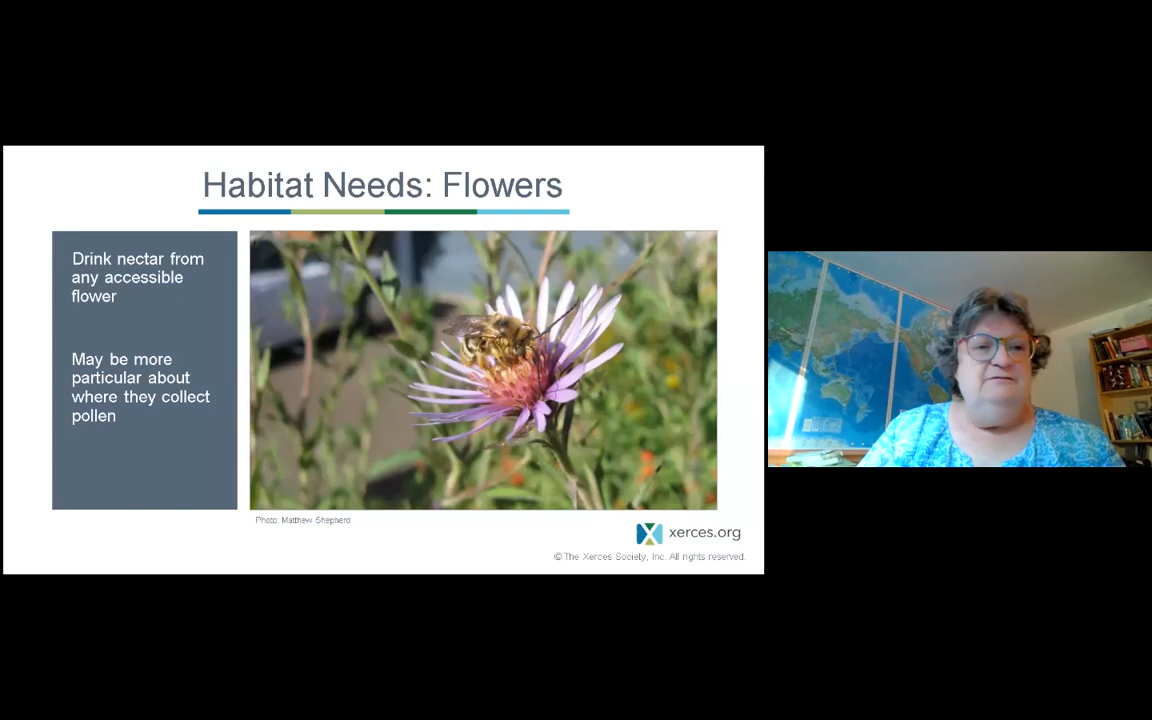 Habitat Needs: Flowers
Drink nectar from
any accessible
flower
May be more
particular about
where they collect
pollen
Photo: Matthew Shepherd
xerces.org
© The Xerces Society, Inc. All rights reserved.